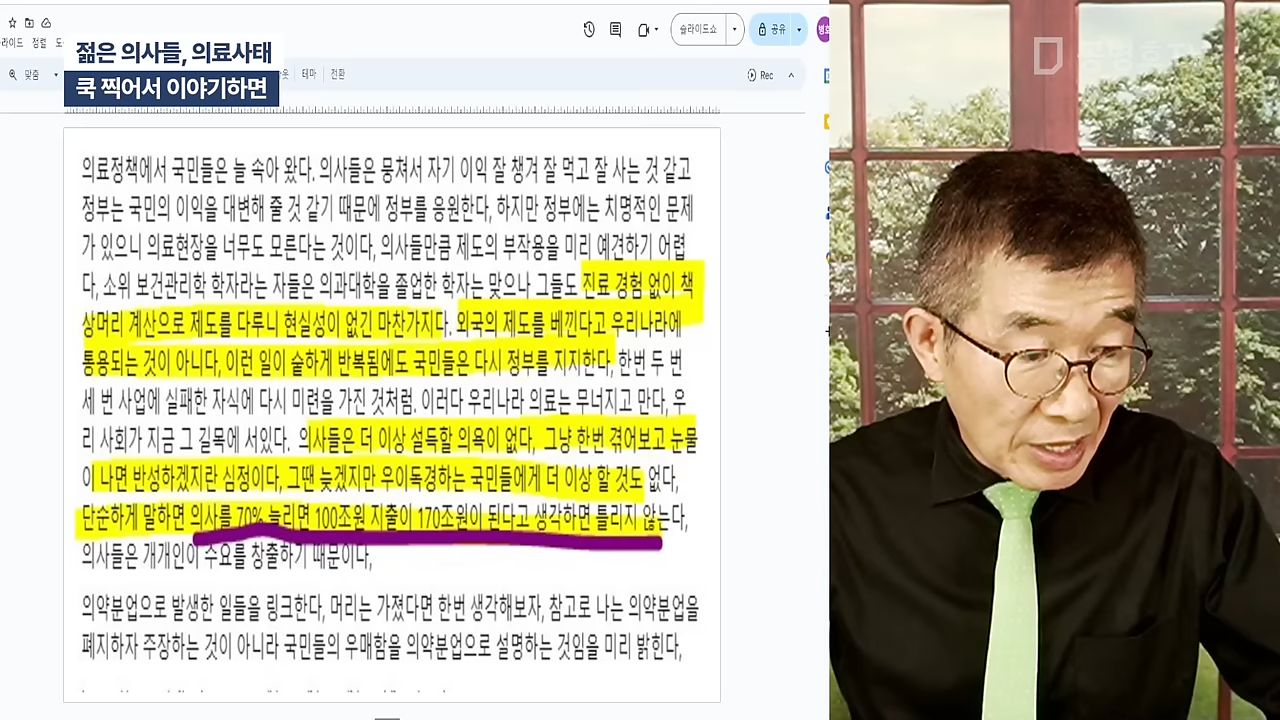 젊은 의사들, 의료사태
쿡 찍어서 이야기하면
라이드 정렬 도
슬라이드쇼
공유
맞춤
테마
전환
Rec
의료정책에서 국민들은 늘 속아 왔다. 의사들은 뭉쳐서 자기 이익 잘 챙겨 잘 먹고 잘 사는 것 같고
정부는 국민의 이익을 대변해 줄 것 같기 때문에 정부를 응원한다, 하지만 정부에는 치명적인 문제
가 있으니 의료현장을 너무도 모른다는 것이다, 의사들만큼 제도의 부작용을 미리 예견하기 어렵
다, 소위 보건관리학 학자라는 자들은 의과대학을 졸업한 학자는 맞으나 그들도 진료 경험 없이 책
상머리 계산으로 제도를 다루니 현실성이 없긴 마찬가지다. 외국의 제도를 베낀다고 우리나라에
통용되는 것이 아니다, 이런 일이 숱하게 반복됨에도 국민들은 다시 정부를 지지한다, 한번 두 번
세 번 사업에 실패한 자식에 다시 미련을 가진 것처럼. 이러다 우리나라 의료는 무너지고 만다, 우
리 사회가 지금 그 길목에 서있다. 의사들은 더 이상 설득할 의욕이 없다, 그냥 한번 겪어보고 눈물
이 나면 반성하겠지란 심정이다, 그땐 늦겠지만 우이독경하는 국민들에게 더 이상 할 것도 없다,
단순하게 말하면 의사를 70% 늘리면 100조원 지출이 170조원이 된다고 생각하면 틀리지 않는다,
의사들은 개개인이 수요를 창출하기 때문이다,
의약분업으로 발생한 일들을 링크한다, 머리는 가졌다면 한번 생각해보자, 참고로 나는 의약분업을
폐지하자 주장하는 것이 아니라 국민들의 우매함을 의약분업으로 설명하는 것임을 미리 밝힌다,